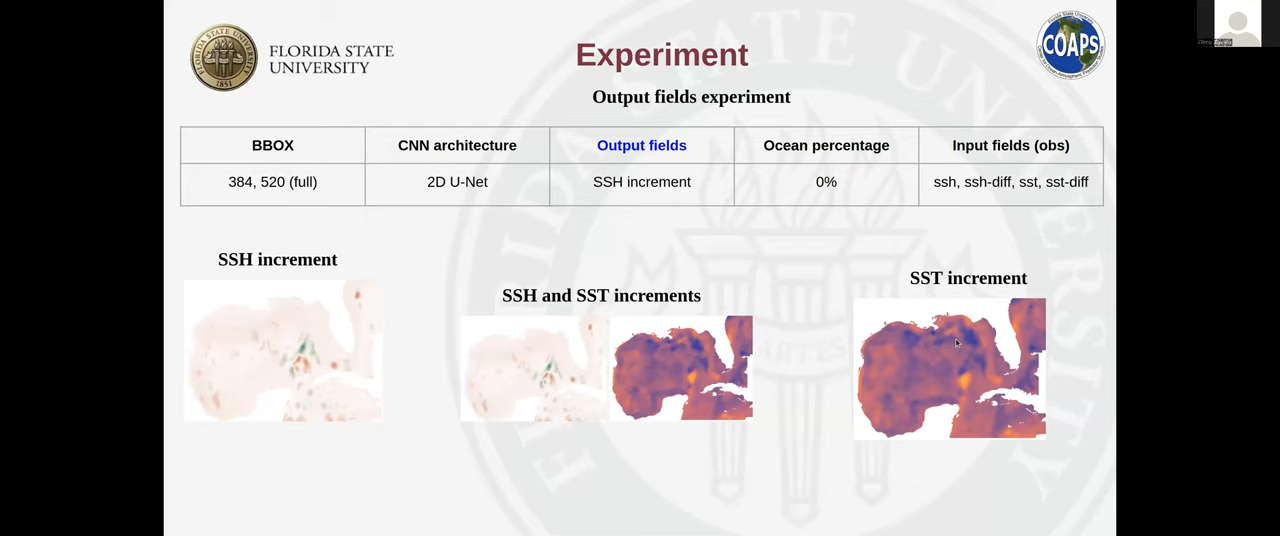 FLORIDA STATE
UNIVERSITY
1851
COAPS
Experiment
Output fields experiment
BBOX CNN architecture Output fields Ocean percentage Input fields (obs)
384, 520 (full) 2D U-Net SSH increment 0% ssh, ssh-diff, sst, sst-diff
SSH increment
SSH and SST increments
SST increment